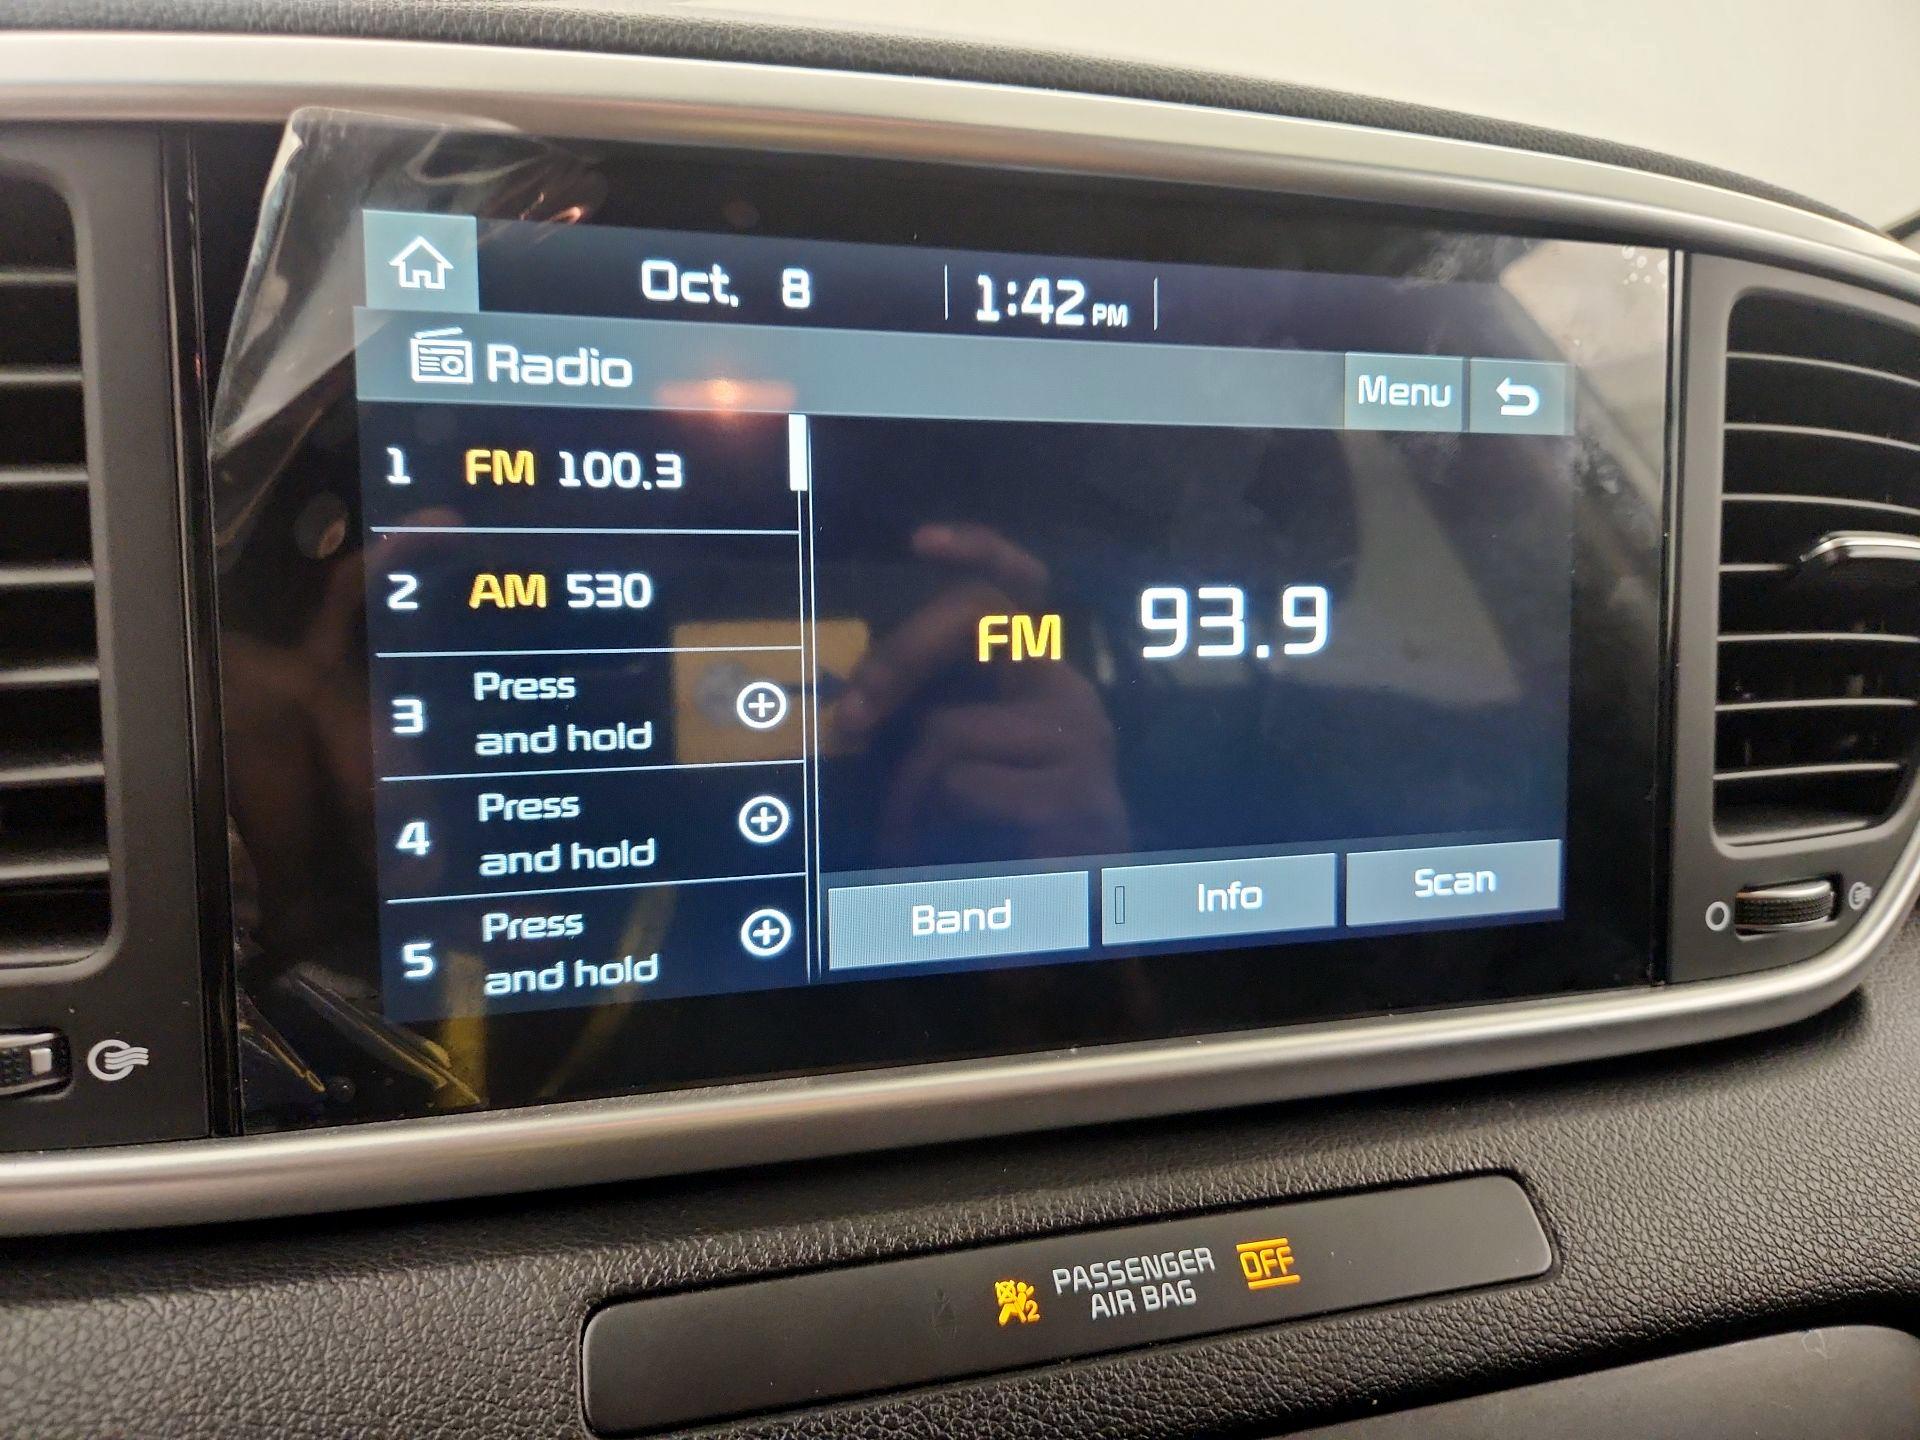 Oct. 8 1:42 PM
Radio
Menu
1 FM 100.3
2 AM 530
3 Press
and hold
4 Press
and hold
5 Press
and hold
FM 93.9
Band
Info
Scan
2 PASSENGER
AIR BAG
OFF